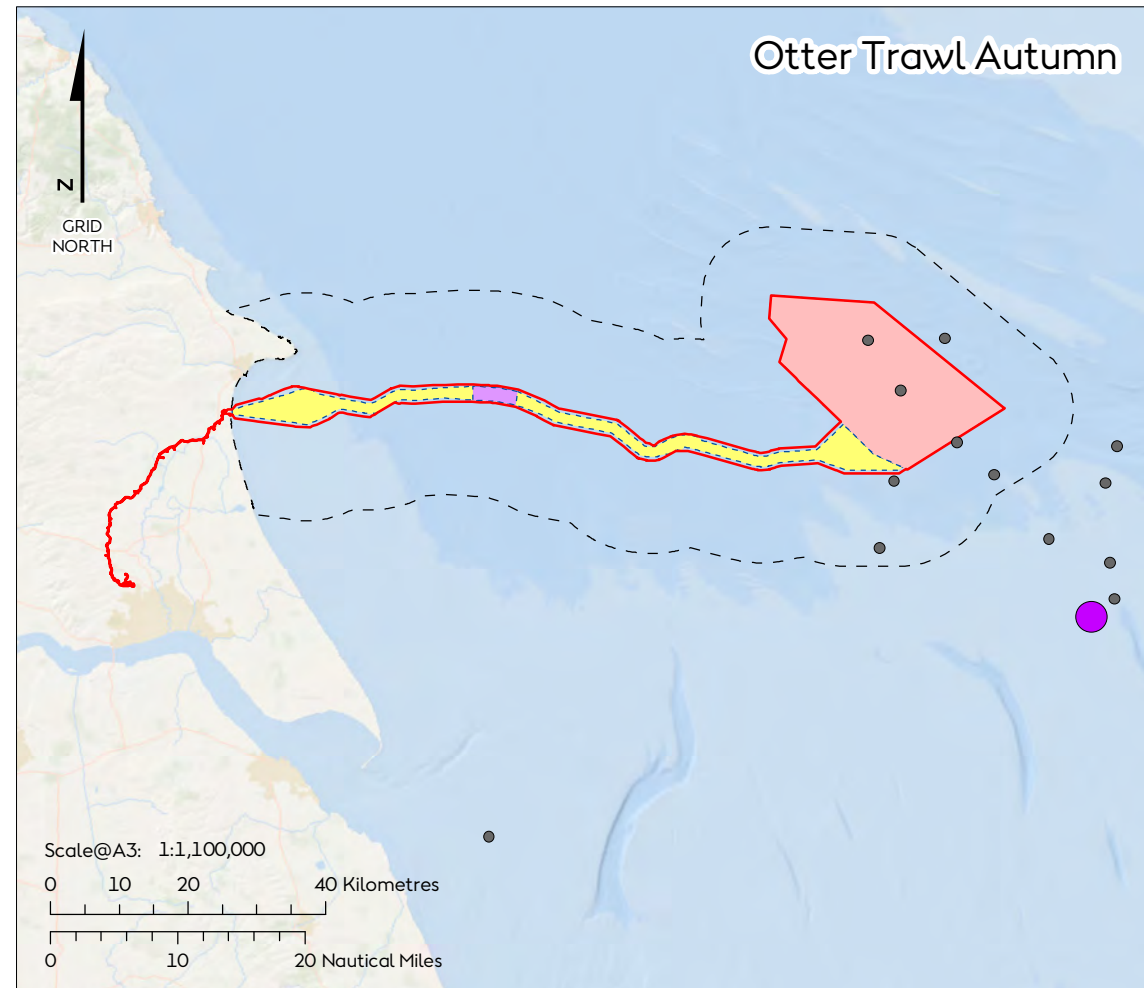 Otter Trawl Autumn
N
GRID
NORTH
Scale@A3: 1:1,100,000
0 10 20 40 Kilometres
0 10 20 Nautical Miles